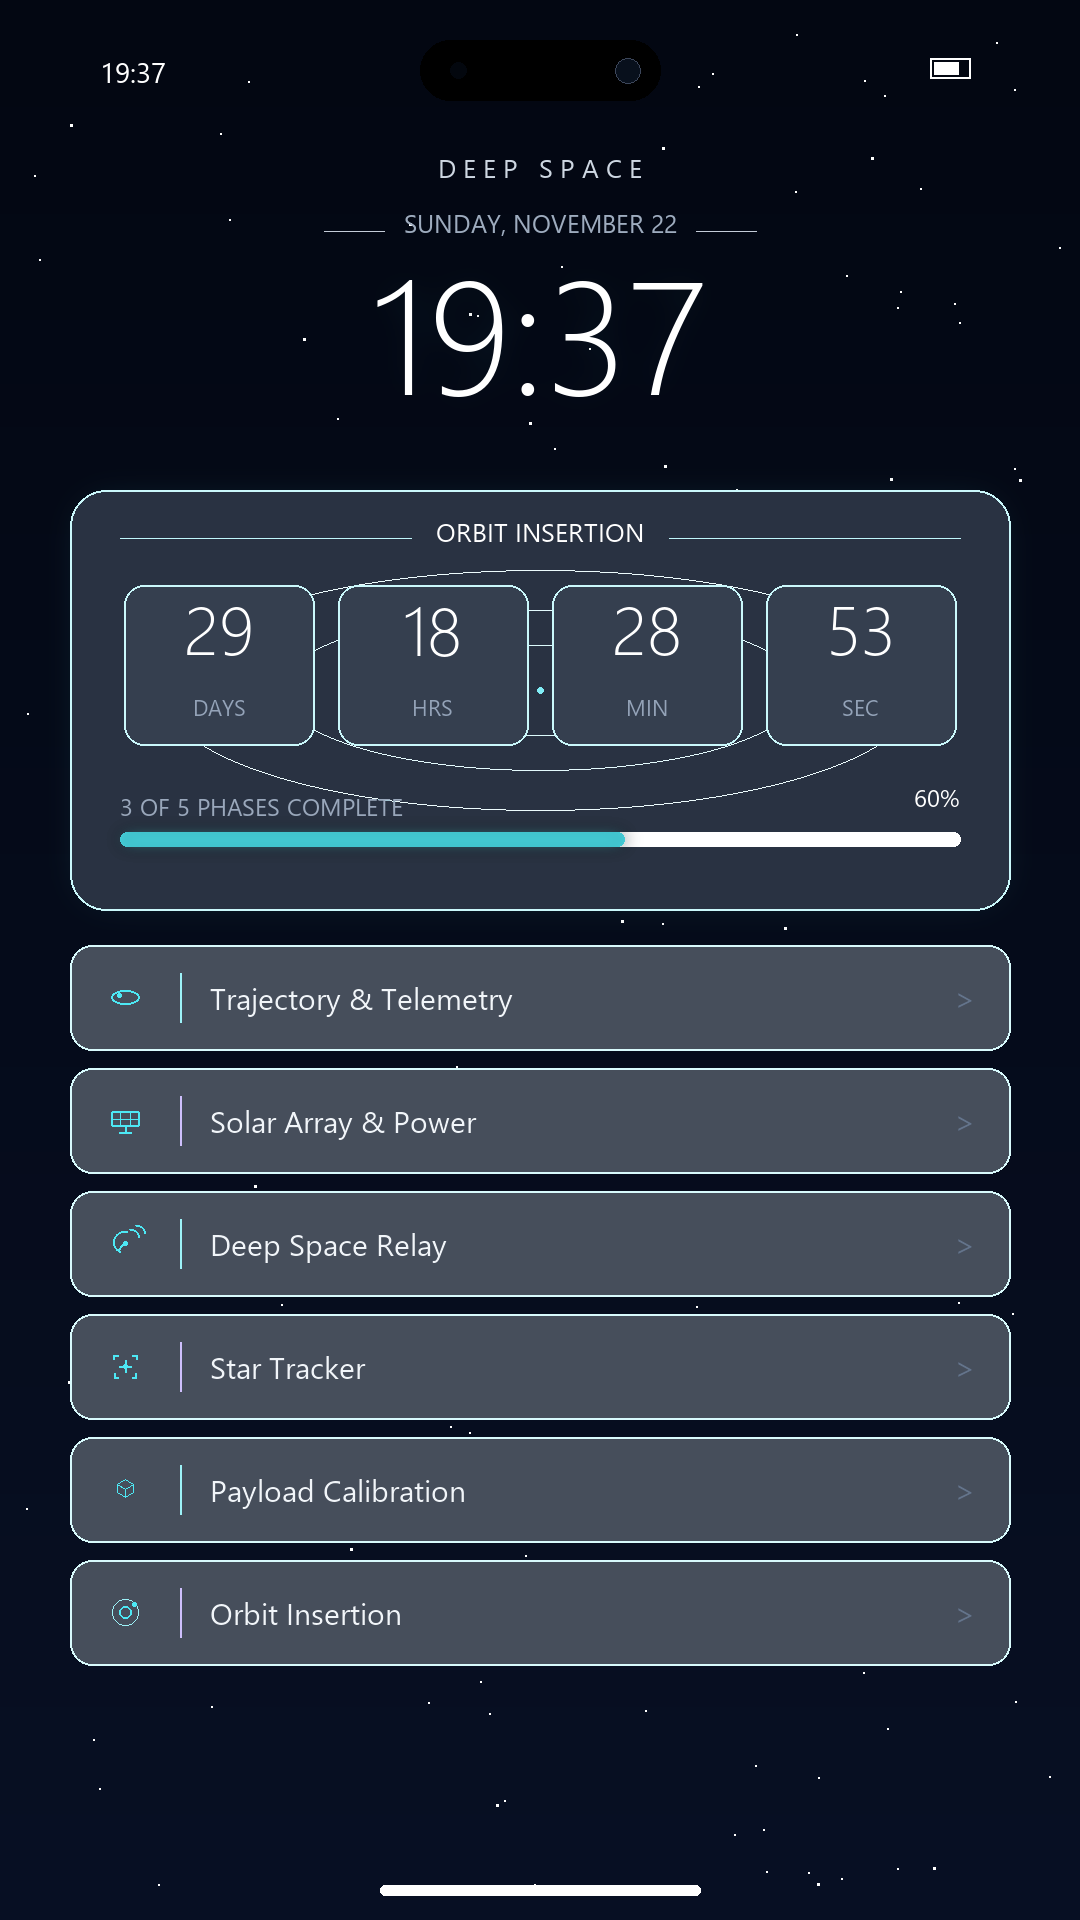 19:37
DEEP SPACE
SUNDAY, NOVEMBER 22
19:37
ORBIT INSERTION
29 18 28 53
DAYS HRS MIN SEC
3 OF 5 PHASES COMPLETE 60%
Trajectory & Telemetry >
Solar Array & Power >
Deep Space Relay >
Star Tracker >
Payload Calibration >
Orbit Insertion >